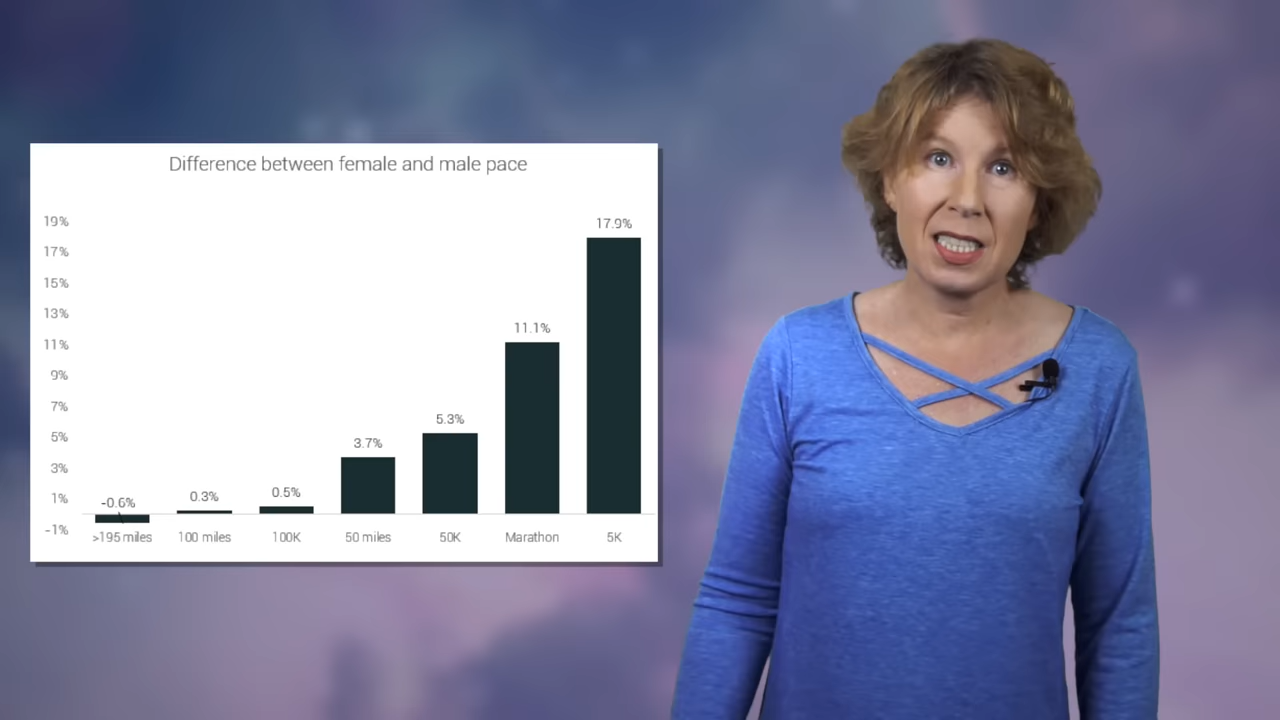 Difference between female and male pace
19%
17%
15%
13%
11%
9%
7%
5%
3%
1%
-1%
-0.6%
0.3%
0.5%
3.7%
5.3%
11.1%
17.9%
>195 miles
100 miles
100K
50 miles
50K
Marathon
5K